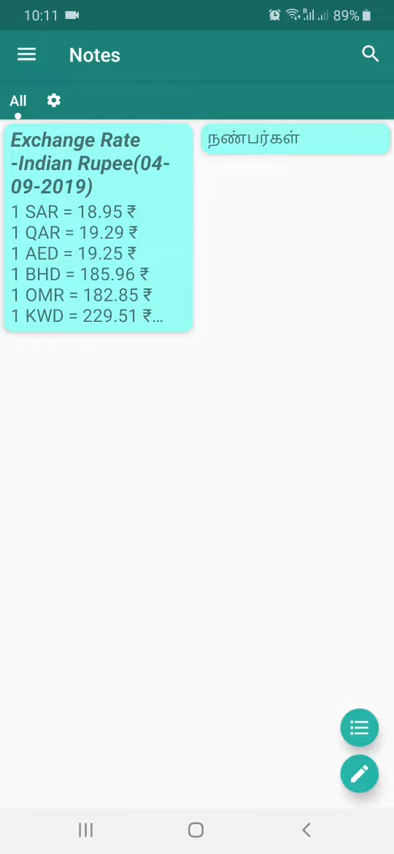 10:11 89%
Notes
All
Exchange Rate
-Indian Rupee(04-
09-2019)
1 SAR = 18.95 ₹
1 QAR = 19.29 ₹
1 AED = 19.25 ₹
1 BHD = 185.96 ₹
1 OMR = 182.85 ₹
1 KWD = 229.51 ₹...
நண்பர்கள்